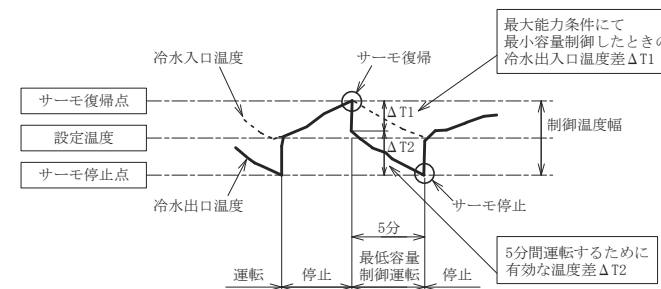 最大能力条件にて
最小容量制御したときの
冷水出入口温度差ΔT1
サーモ復帰
冷水入口温度
サーモ復帰点
ΔT1
設定温度
制御温度幅
ΔT2
サーモ停止点
冷水出口温度
サーモ停止
5分
5分間運転するために
有効な温度差ΔT2
運転
停止
最低容量
制御運転
停止